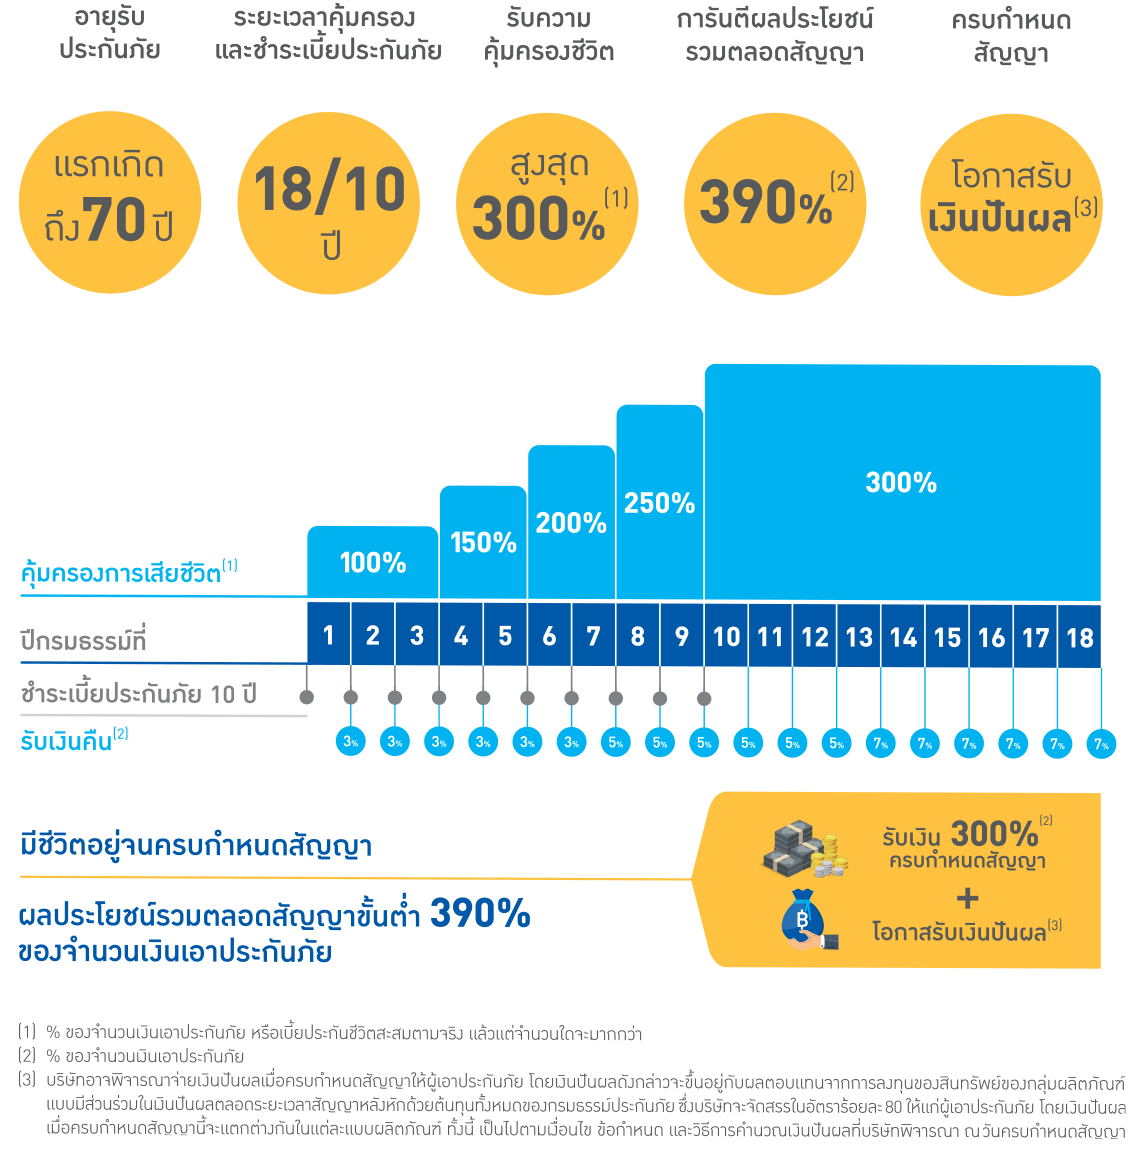 อายุรับ
ประกันภัย
ระยะเวลาคุ้มครอง
และชำระเบี้ยประกันภัย
รับความ
คุ้มครองชีวิต
การันตีผลประโยชน์
รวมตลอดสัญญา
ครบกำหนด
สัญญา
แรกเกิด
ถึง 70 ปี
18/10
ปี
สูงสุด
300% (1)
390% (2)
โอกาสรับ
เงินปันผล (3)
300%
250%
200%
150%
100%
คุ้มครองการเสียชีวิต (1)
ปีกรมธรรม์ที่ 1 2 3 4 5 6 7 8 9 10 11 12 13 14 15 16 17 18
ชำระเบี้ยประกันภัย 10 ปี
รับเงินคืน (2) 3% 3% 3% 3% 3% 3% 5% 5% 5% 5% 5% 5% 7% 7% 7% 7% 7% 7%
มีชีวิตอยู่จนครบกำหนดสัญญา
ผลประโยชน์รวมตลอดสัญญาขั้นต่ำ 390%
ของจำนวนเงินเอาประกันภัย
รับเงิน 300% (2)
ครบกำหนดสัญญา
+
โอกาสรับเงินปันผล (3)
(1) % ของจำนวนเงินเอาประกันภัย หรือเบี้ยประกันชีวิตสะสมตามจริง แล้วแต่จำนวนใดจะมากกว่า
(2) % ของจำนวนเงินเอาประกันภัย
(3) บริษัทอาจพิจารณาจ่ายเงินปันผลเมื่อครบกำหนดสัญญาให้ผู้เอาประกันภัย โดยเงินปันผลดังกล่าวจะขึ้นอยู่กับผลตอบแทนจากการลงทุนของสินทรัพย์ของกลุ่มผลิตภัณฑ์
แบบมีส่วนร่วมในเงินปันผลตลอดระยะเวลาสัญญาหลังหักด้วยต้นทุนทั้งหมดของกรมธรรม์ประกันภัย ซึ่งบริษัทจะจัดสรรในอัตราร้อยละ 80 ให้แก่ผู้เอาประกันภัย โดยเงินปันผล
เมื่อครบกำหนดสัญญานี้จะแตกต่างกันในแต่ละแบบผลิตภัณฑ์ ทั้งนี้ เป็นไปตามเงื่อนไข ข้อกำหนด และวิธีการคำนวณเงินปันผลที่บริษัทพิจารณา ณ วันครบกำหนดสัญญา